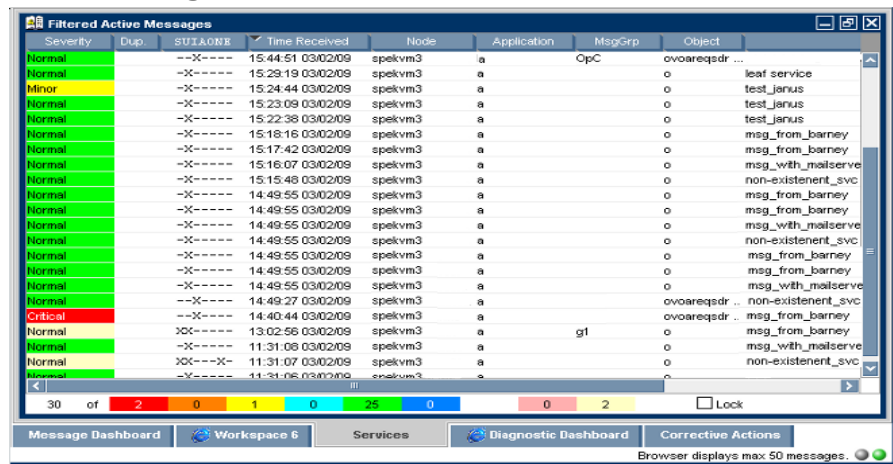 Filtered Active Messages
Severity Dup. SUIAONE Time Received Node Application MsgGrp Object
Normal --X---- 15:44:51 03/02/09 spekvm3 a OpC ovoareqsdr ...
Normal -X----- 15:29:19 03/02/09 spekvm3 a o leaf service
Minor -X----- 15:24:44 03/02/09 spekvm3 a o test_janus
Normal -X----- 15:23:09 03/02/09 spekvm3 a o test_janus
Normal -X----- 15:22:38 03/02/09 spekvm3 a o test_janus
Normal -X----- 15:18:16 03/02/09 spekvm3 a o msg_from_barney
Normal -X----- 15:17:42 03/02/09 spekvm3 a o msg_from_barney
Normal -X----- 15:16:07 03/02/09 spekvm3 a o msg_with_mailserve
Normal -X----- 15:15:48 03/02/09 spekvm3 a o non-existenent_svc
Normal -X----- 14:49:55 03/02/09 spekvm3 a o msg_from_barney
Normal -X----- 14:49:55 03/02/09 spekvm3 a o msg_from_barney
Normal -X----- 14:49:55 03/02/09 spekvm3 a o msg_with_mailserve
Normal -X----- 14:49:55 03/02/09 spekvm3 a o non-existenent_svc
Normal -X----- 14:49:55 03/02/09 spekvm3 a o msg_from_barney
Normal -X----- 14:49:55 03/02/09 spekvm3 a o msg_from_barney
Normal -X----- 14:49:55 03/02/09 spekvm3 a o msg_with_mailserve
Normal --X---- 14:49:27 03/02/09 spekvm3 a ovoareqsdr .. non-existenent_svc
Critical --X---- 14:40:44 03/02/09 spekvm3 a ovoareqsdr .. msg_from_barney
Normal XX----- 13:02:56 03/02/09 spekvm3 a g1 o msg_from_barney
Normal -X----- 11:31:08 03/02/09 spekvm3 a o msg_with_mailserve
Normal XX---X- 11:31:07 03/02/09 spekvm3 a o non-existenent_svc
Normal -X----- 11:31:06 03/02/09 spekvm3 a
30 of 2 0 1 0 25 0 0 2 Lock
Message Dashboard Workspace 6 Services Diagnostic Dashboard Corrective Actions
Browser displays max 50 messages.